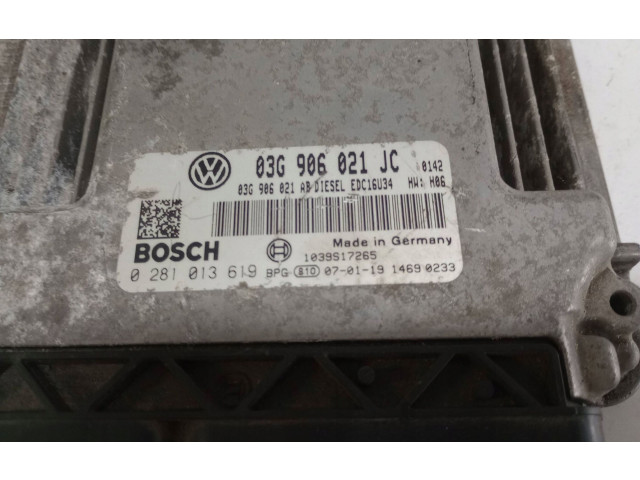 03G 906 021 JC 0142
03G 906 021 AB DIESEL EDC16U34 HW: H06
BOSCH
Made in Germany
1039S17265
0 281 013 619 BPG 810 07-01-19 1469 0233